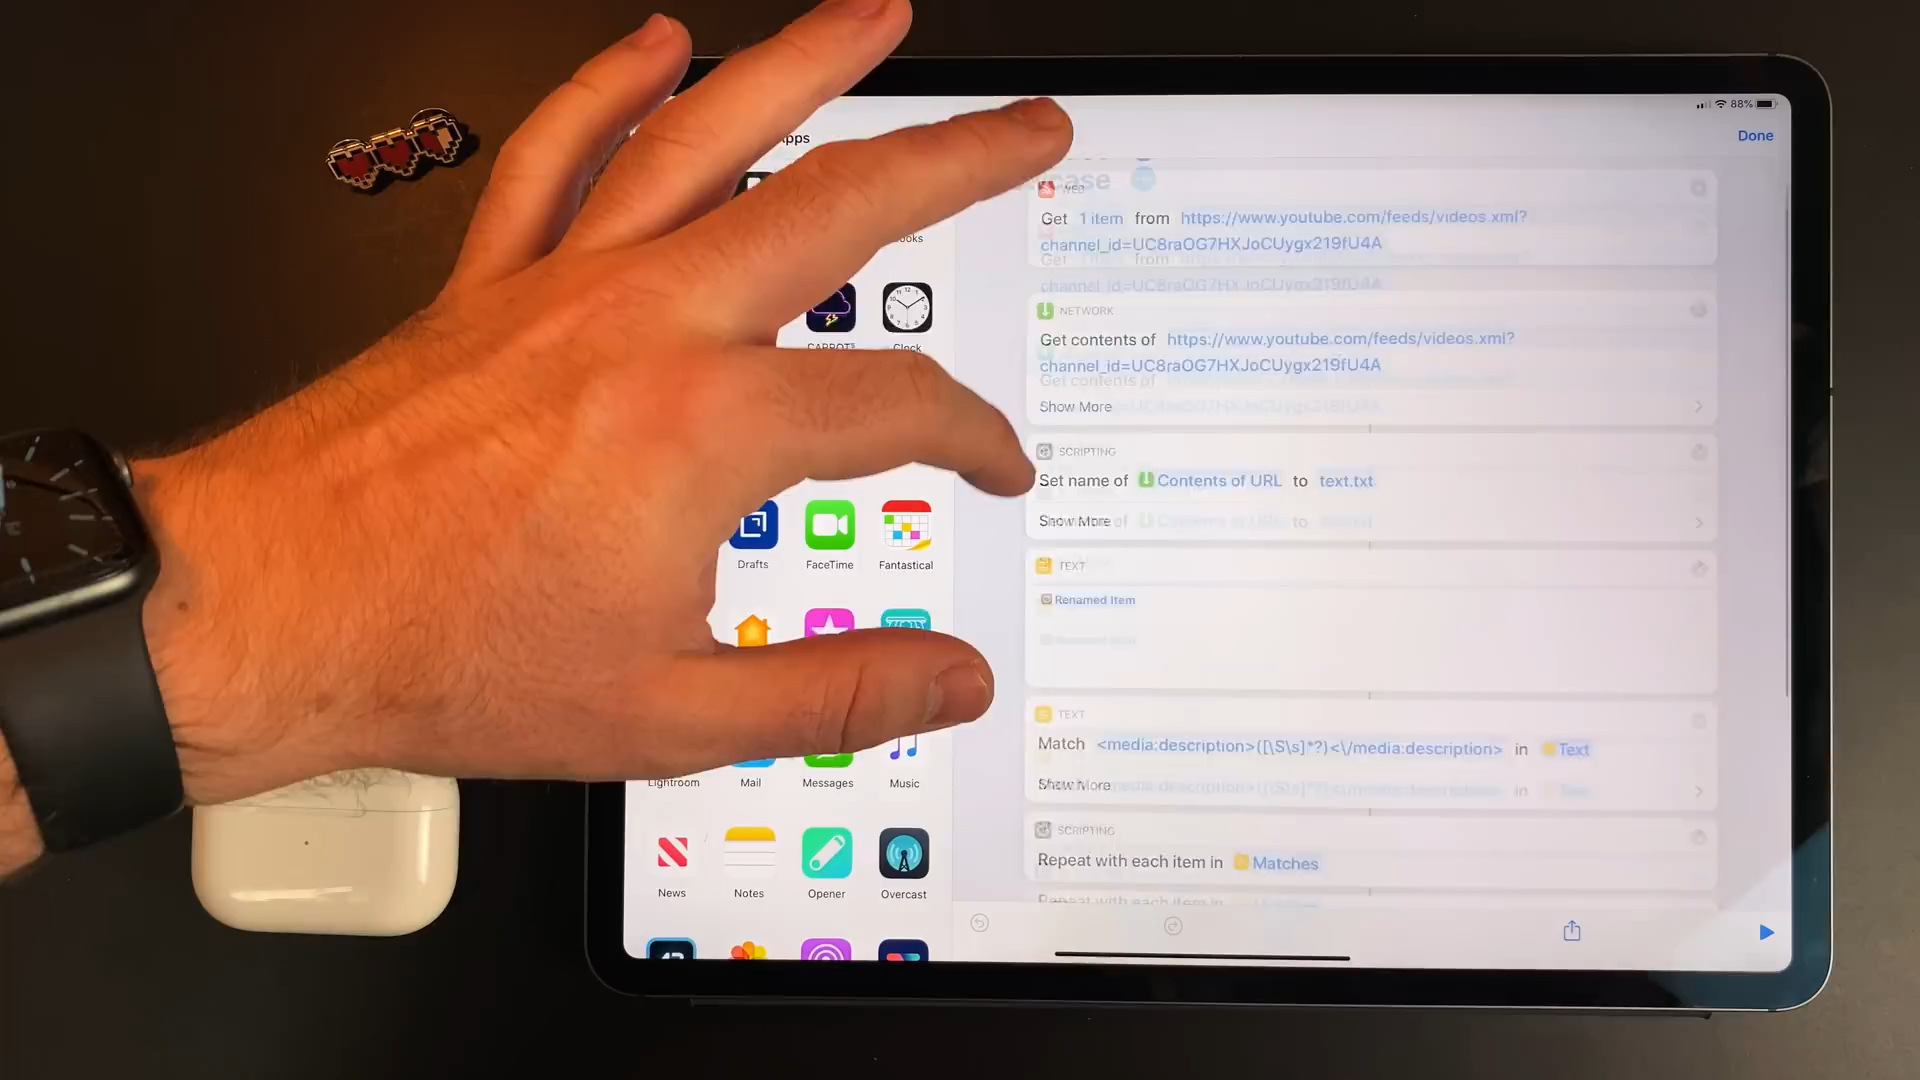 88%
Apps
Done
WEB
Get 1 item from https://www.youtube.com/feeds/videos.xml?
channel_id=UC8raOG7HXJoCUygx219fU4A
NETWORK
Get contents of https://www.youtube.com/feeds/videos.xml?
channel_id=UC8raOG7HXJoCUygx219fU4A
Show More
SCRIPTING
Set name of Contents of URL to text.txt
Show More
TEXT
Renamed Item
TEXT
Match <media:description>([\S\s]*?)<\/media:description> in Text
Show More
SCRIPTING
Repeat with each item in Matches
Clock
Drafts
FaceTime
Fantastical
Lightroom
Mail
Messages
Music
News
Notes
Opener
Overcast